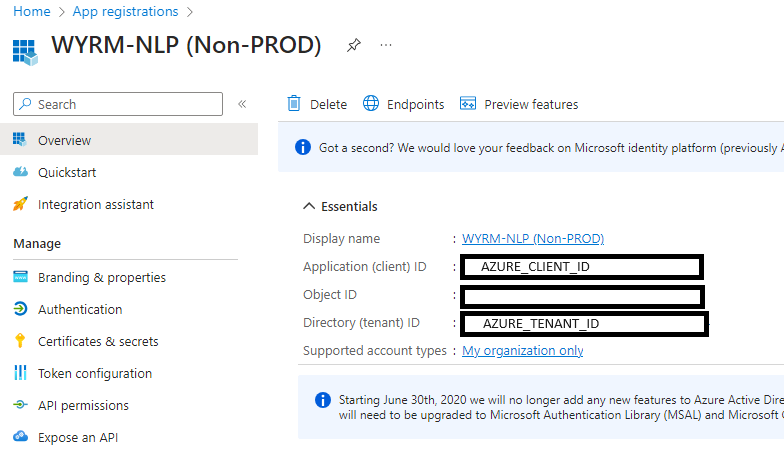 Home > App registrations >
WYRM-NLP (Non-PROD)
Search
«
Delete
Endpoints
Preview features
Overview
Quickstart
Integration assistant
Manage
Branding & properties
Authentication
Certificates & secrets
Token configuration
API permissions
Expose an API
Got a second? We would love your feedback on Microsoft identity platform (previously A
Essentials
Display name : WYRM-NLP (Non-PROD)
Application (client) ID : AZURE_CLIENT_ID
Object ID :
Directory (tenant) ID : AZURE_TENANT_ID
Supported account types : My organization only
Starting June 30th, 2020 we will no longer add any new features to Azure Active Dire
will need to be upgraded to Microsoft Authentication Library (MSAL) and Microsoft G